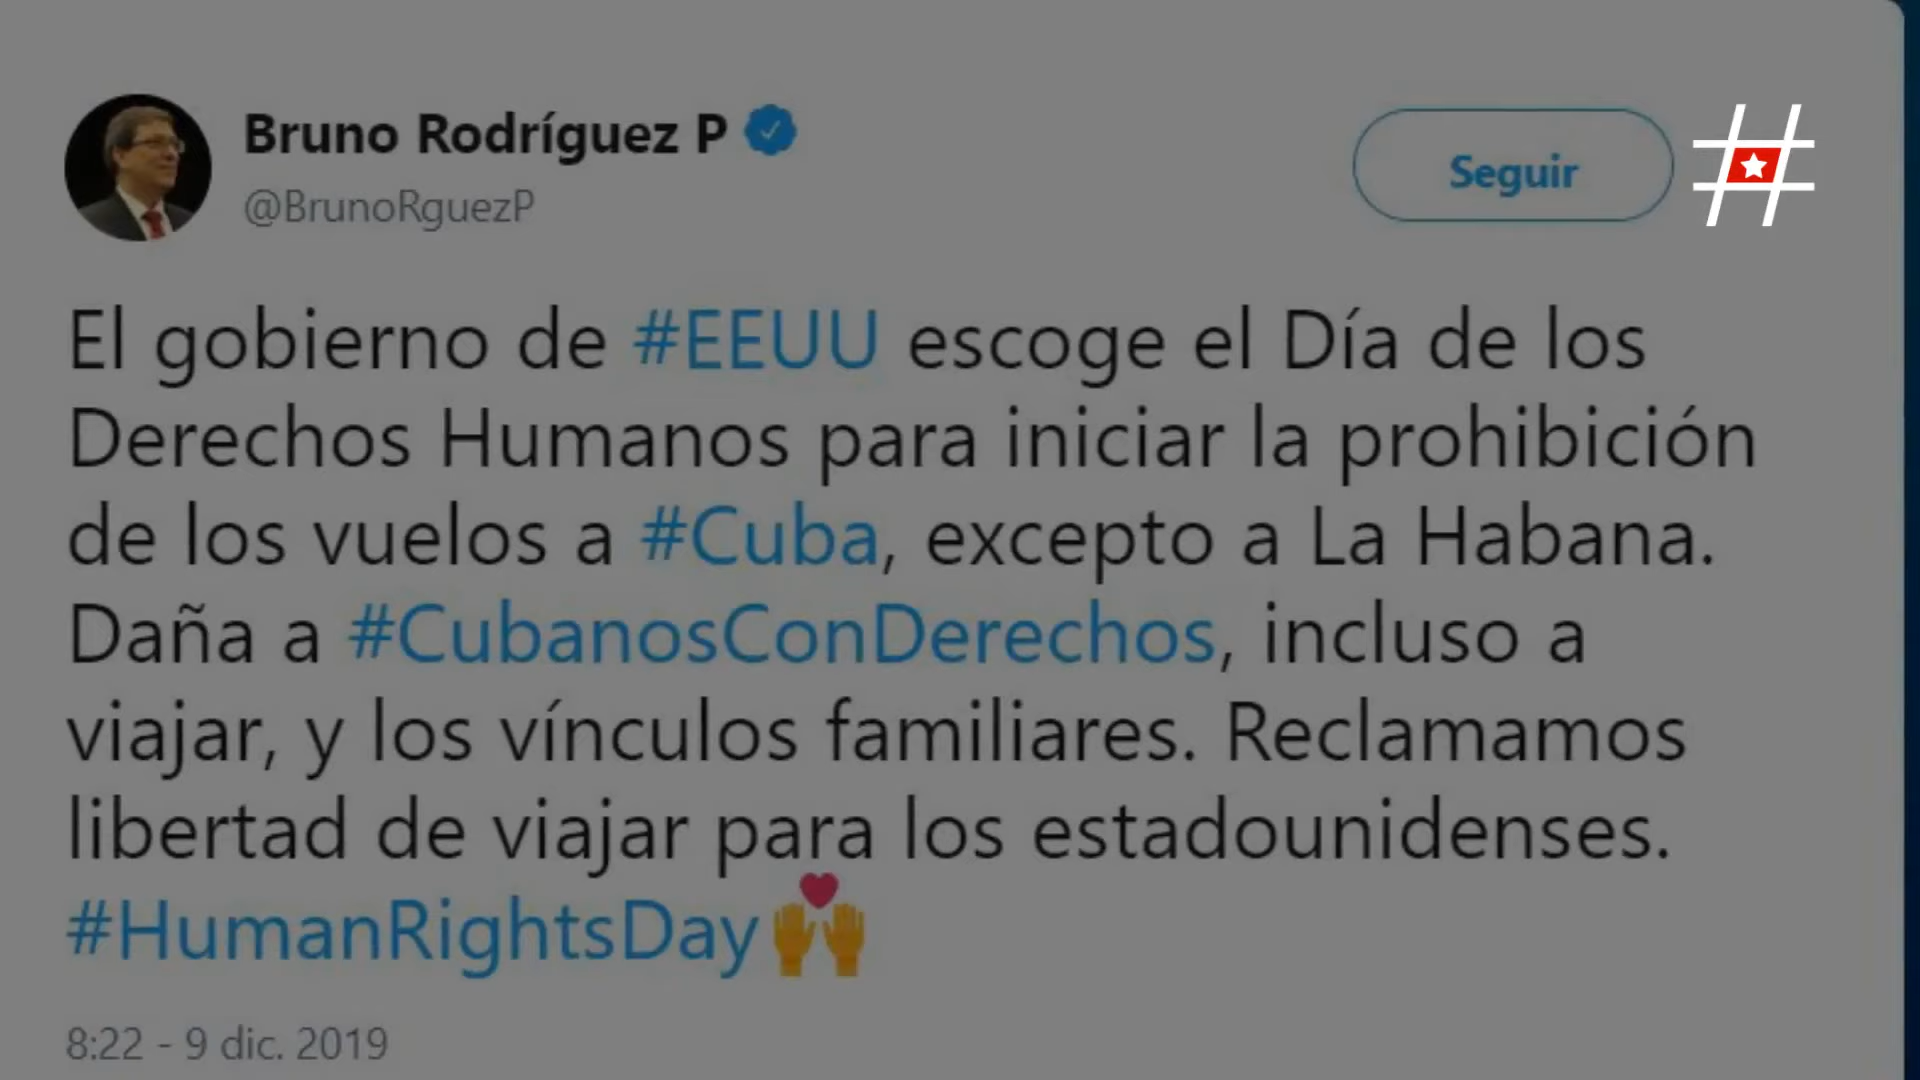 Bruno Rodríguez P
@BrunoRguezP
Seguir
#
El gobierno de #EEUU escoge el Día de los
Derechos Humanos para iniciar la prohibición
de los vuelos a #Cuba, excepto a La Habana.
Daña a #CubanosConDerechos, incluso a
viajar, y los vínculos familiares. Reclamamos
libertad de viajar para los estadounidenses.
#HumanRightsDay
8:22 - 9 dic. 2019